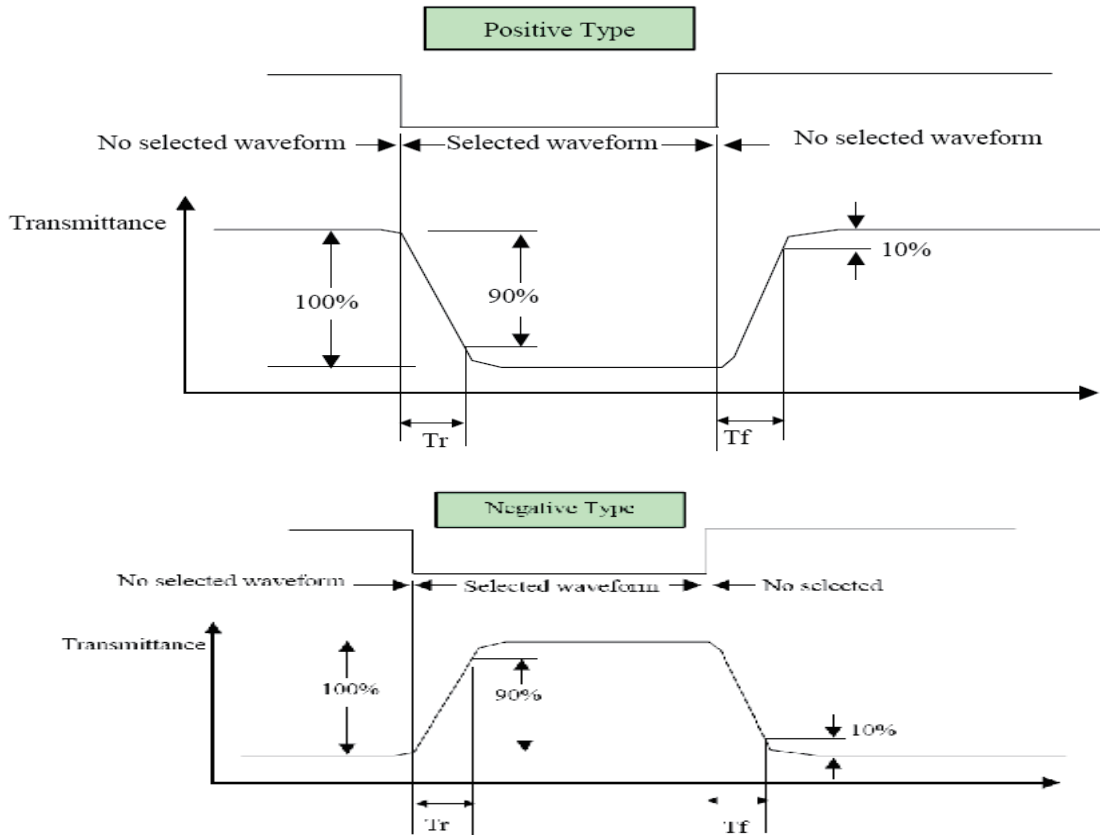 Positive Type
No selected waveform
Selected waveform
No selected waveform
Transmittance
100%
90%
10%
Tr
Tf
Negative Type
No selected waveform
Selected waveform
No selected
Transmittance
100%
90%
10%
Tr
Tf